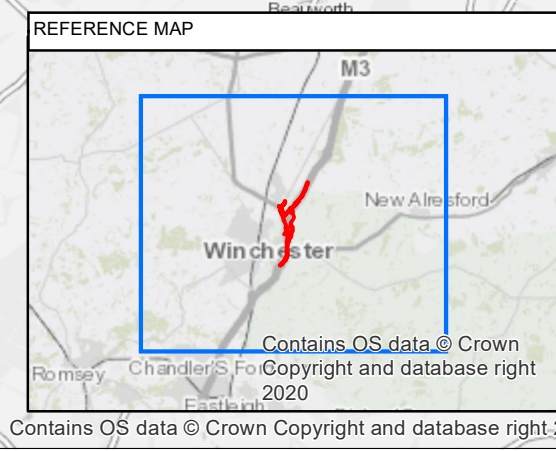 Beauworth
REFERENCE MAP
M3
New Alresford
Winchester
Contains OS data © Crown
Copyright and database right
2020
Romsey
Chandler'S Ford
Eastleigh
Contains OS data © Crown Copyright and database right